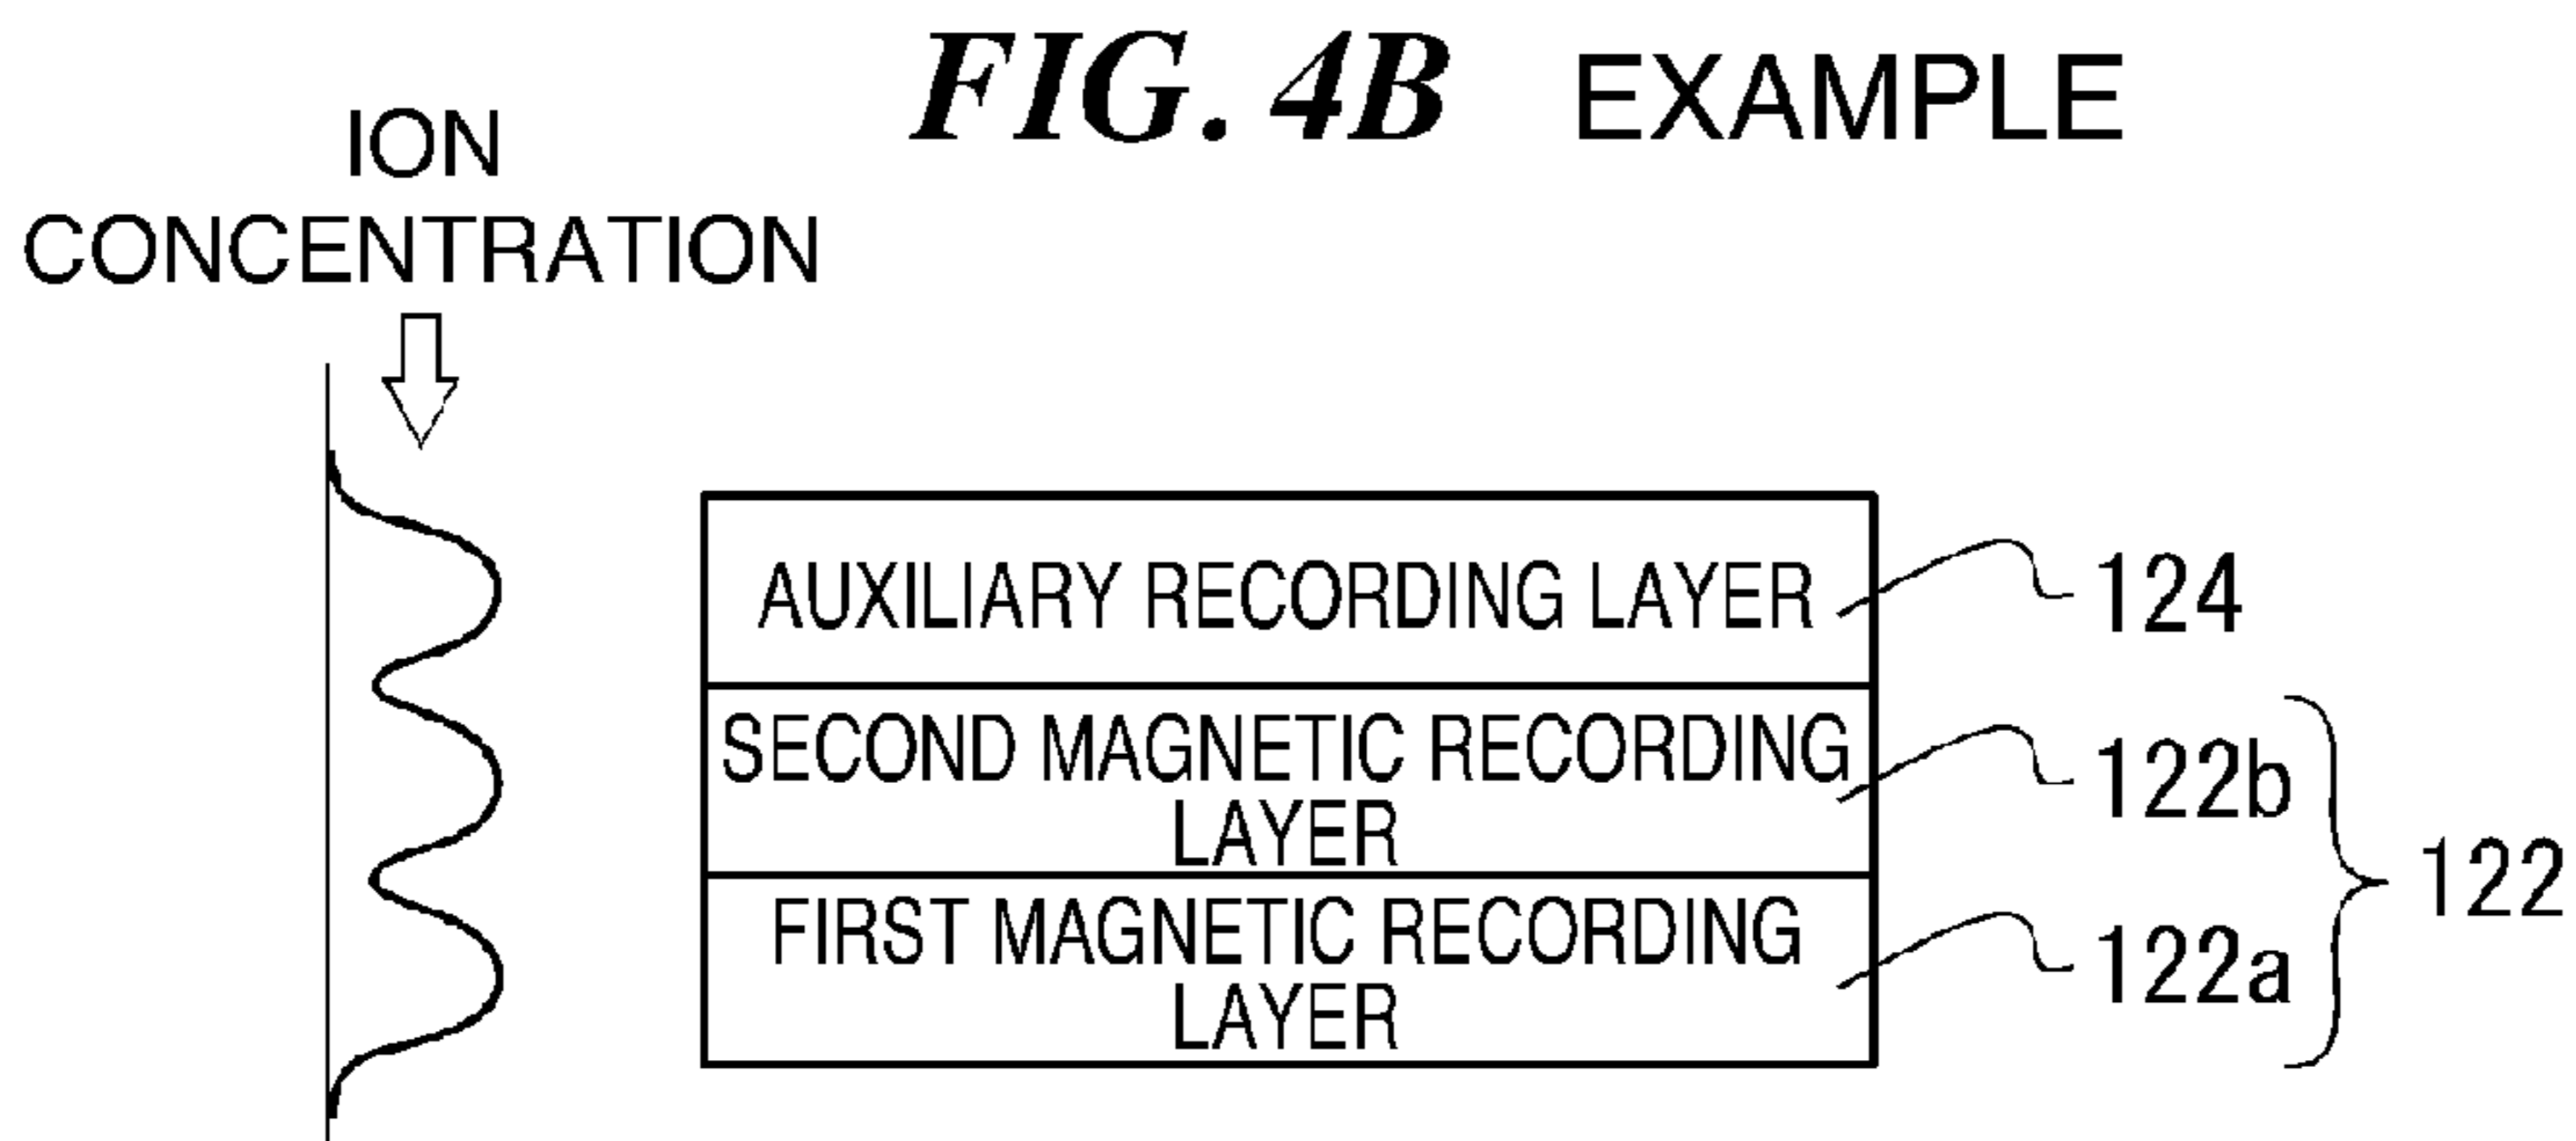 FIG. 4B EXAMPLE
ION
CONCENTRATION
AUXILIARY RECORDING LAYER
124
SECOND MAGNETIC RECORDING
LAYER
122b
FIRST MAGNETIC RECORDING
LAYER
122a
122